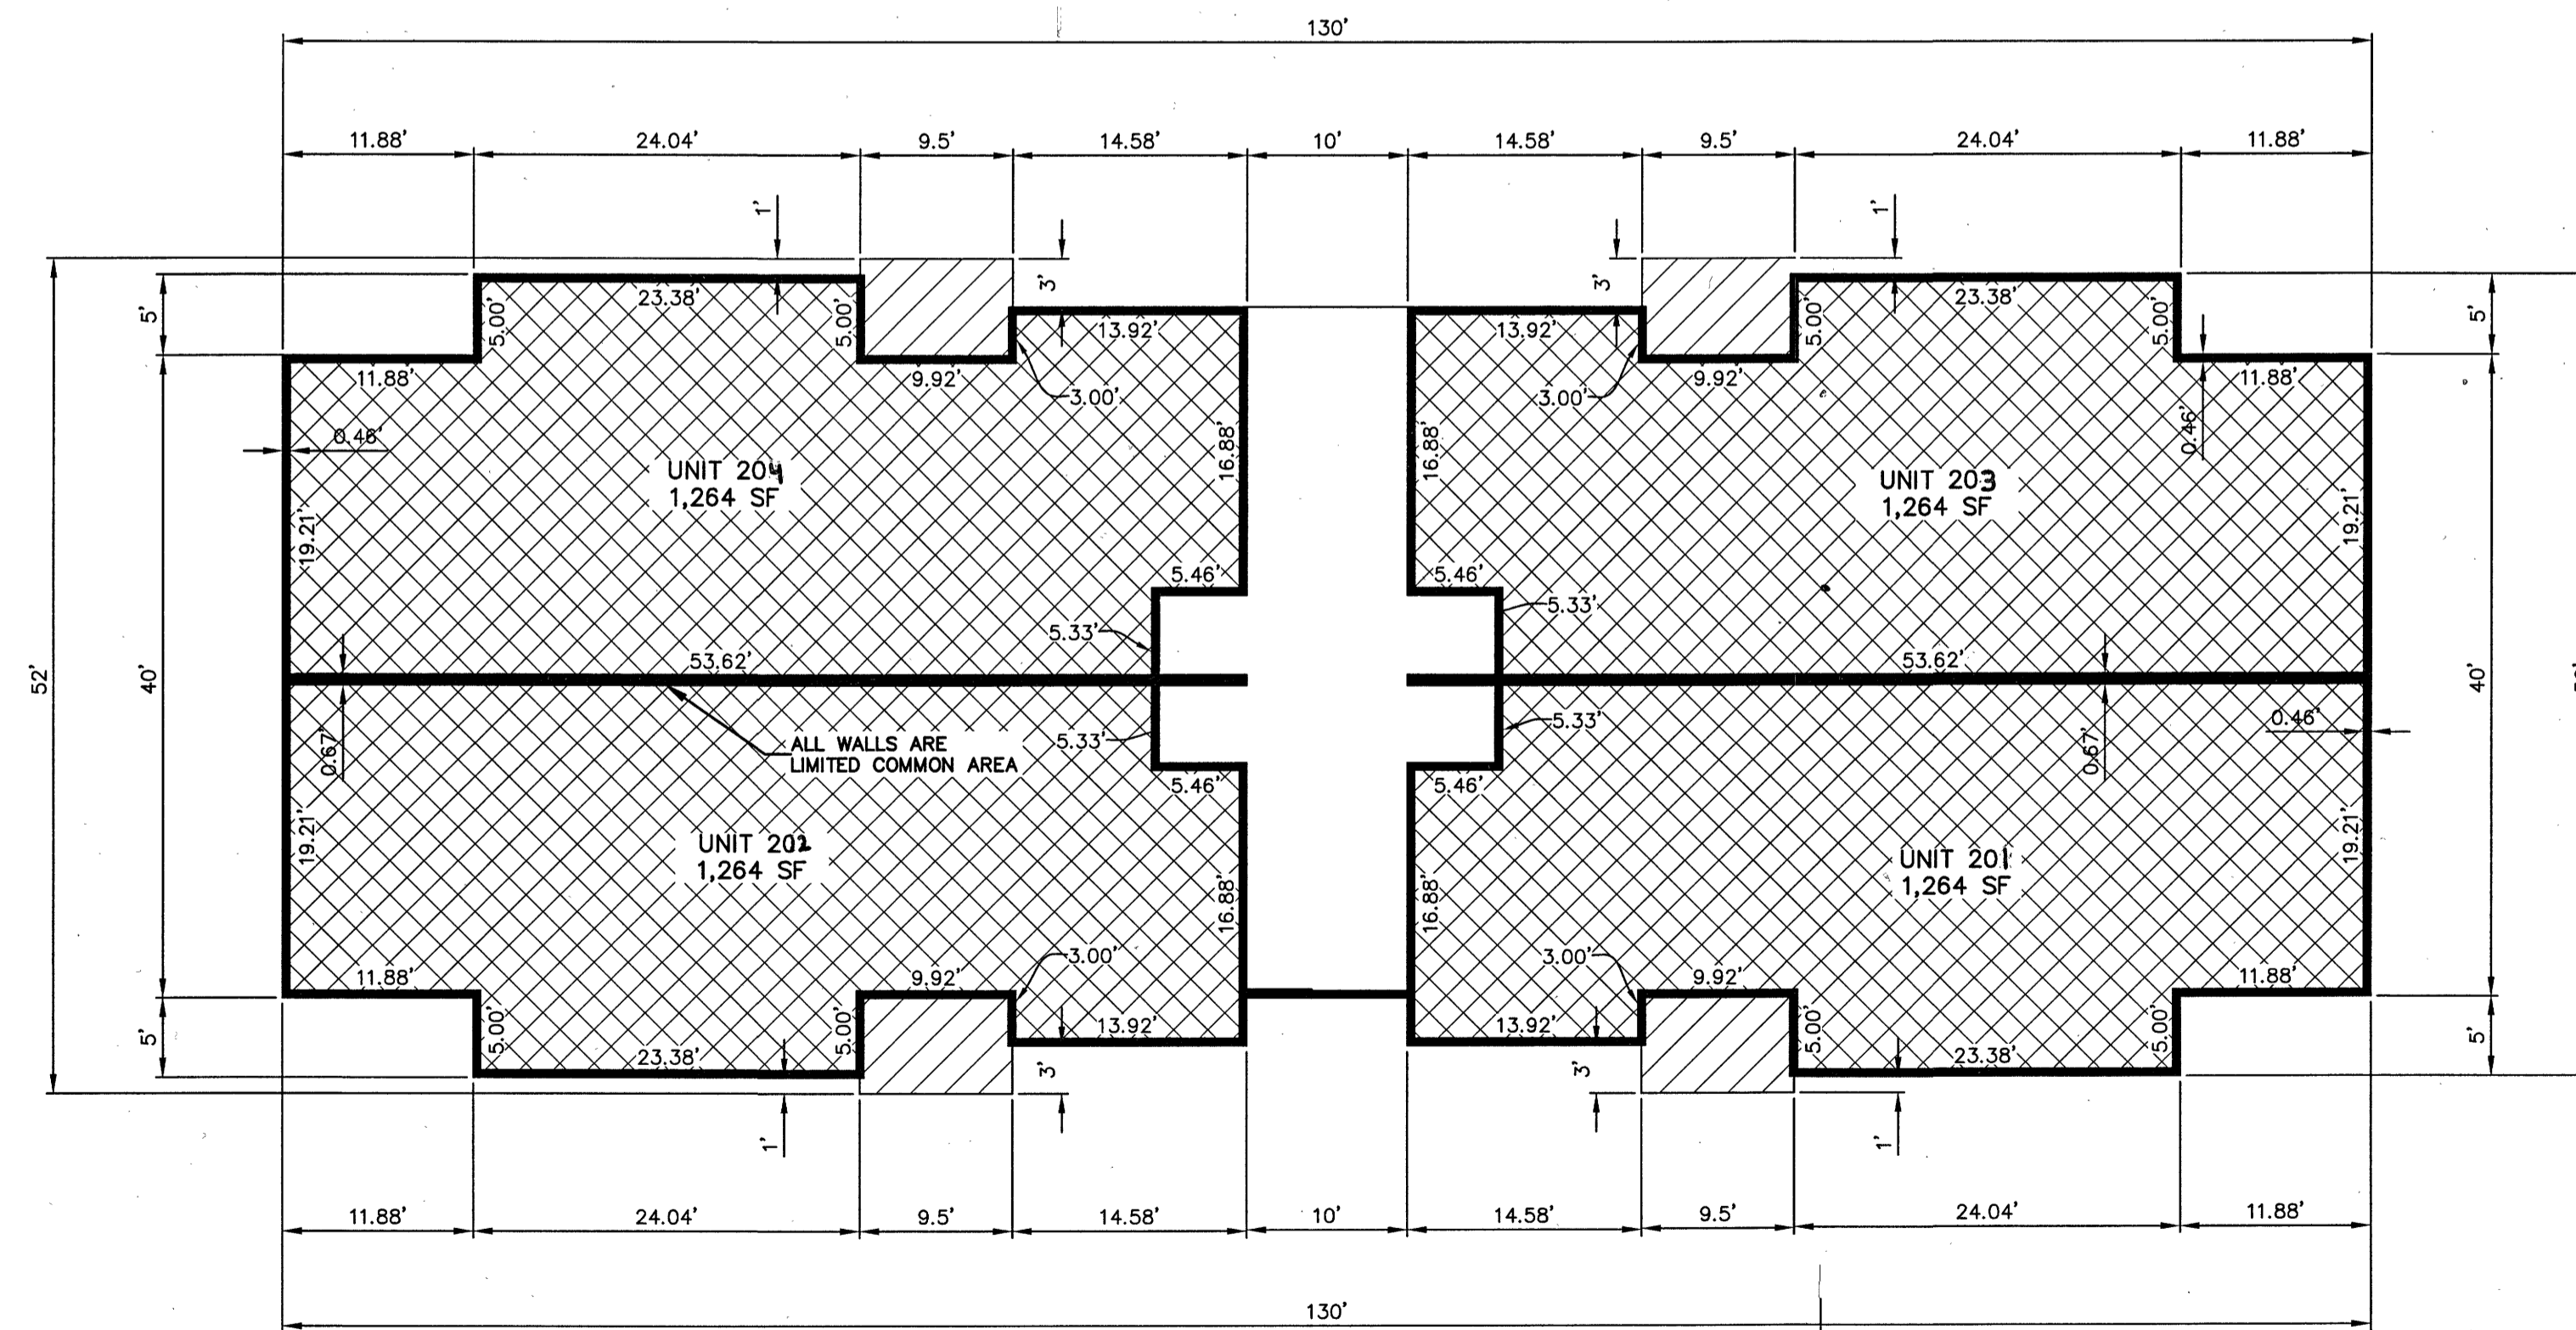 130'
11.88' 24.04' 9.5' 14.58' 10' 14.58' 9.5' 24.04' 11.88'
1' 1'
3' 3'
5' 23.38' 23.38' 5'
5.00' 5.00' 5.00' 5.00'
13.92' 13.92'
11.88' 9.92' 9.92' 11.88'
3.00' 3.00'
0.46' 0.46'
16.88' 16.88'
UNIT 204
1,264 SF
UNIT 203
1,264 SF
19.21' 19.21'
5.46' 5.46'
5.33' 5.33'
53.62' 53.62'
52' 40' 40'
0.67' 0.67'
5.33' 5.33'
0.46'
ALL WALLS ARE
LIMITED COMMON AREA
5.46' 5.46'
19.21' 19.21'
UNIT 202
1,264 SF
UNIT 201
1,264 SF
16.88' 16.88'
3.00' 3.00'
11.88' 9.92' 9.92' 11.88'
13.92' 13.92'
5' 5.00' 5.00' 5.00' 5.00' 5'
23.38' 23.38'
3' 3'
1' 1'
11.88' 24.04' 9.5' 14.58' 10' 14.58' 9.5' 24.04' 11.88'
130'